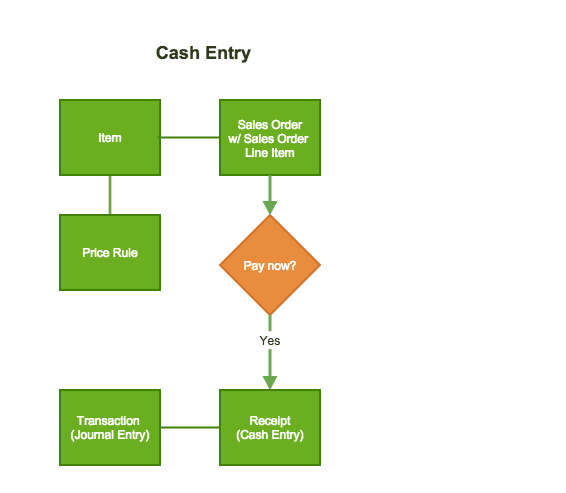 Cash Entry
Item
Sales Order
w/ Sales Order
Line Item
Price Rule
Pay now?
Yes
Transaction
(Journal Entry)
Receipt
(Cash Entry)